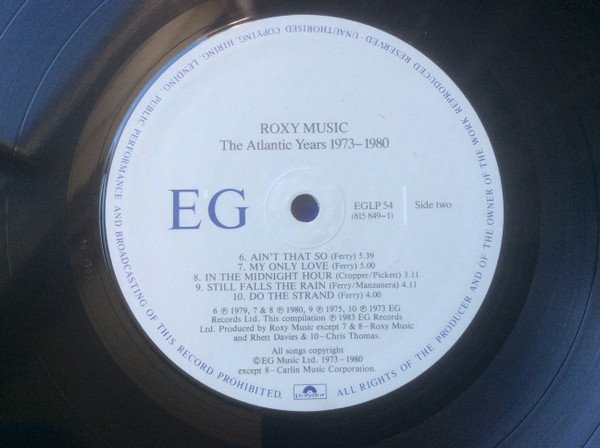 ALL RIGHTS OF THE PRODUCER AND OF THE OWNER OF THE WORK REPRODUCED RESERVED · UNAUTHORISED COPYING, HIRING, LENDING, PUBLIC PERFORMANCE AND BROADCASTING OF THIS RECORD PROHIBITED.
ROXY MUSIC
The Atlantic Years 1973–1980
EG
EGLP 54
(815 849-1)
Side two
6. AIN'T THAT SO (Ferry) 5.39
7. MY ONLY LOVE (Ferry) 5.00
8. IN THE MIDNIGHT HOUR (Cropper/Pickett) 3.11
9. STILL FALLS THE RAIN (Ferry/Manzanera) 4.11
10. DO THE STRAND (Ferry) 4.00
6 ℗ 1979, 7 & 8 ℗ 1980, 9 ℗ 1975, 10 ℗ 1973 EG
Records Ltd. This compilation ℗ 1983 EG Records
Ltd. Produced by Roxy Music except 7 & 8–Roxy Music
and Rhett Davies & 10–Chris Thomas.
All songs copyright
©EG Music Ltd. 1973–1980
except 8–Carlin Music Corporation.
polydor